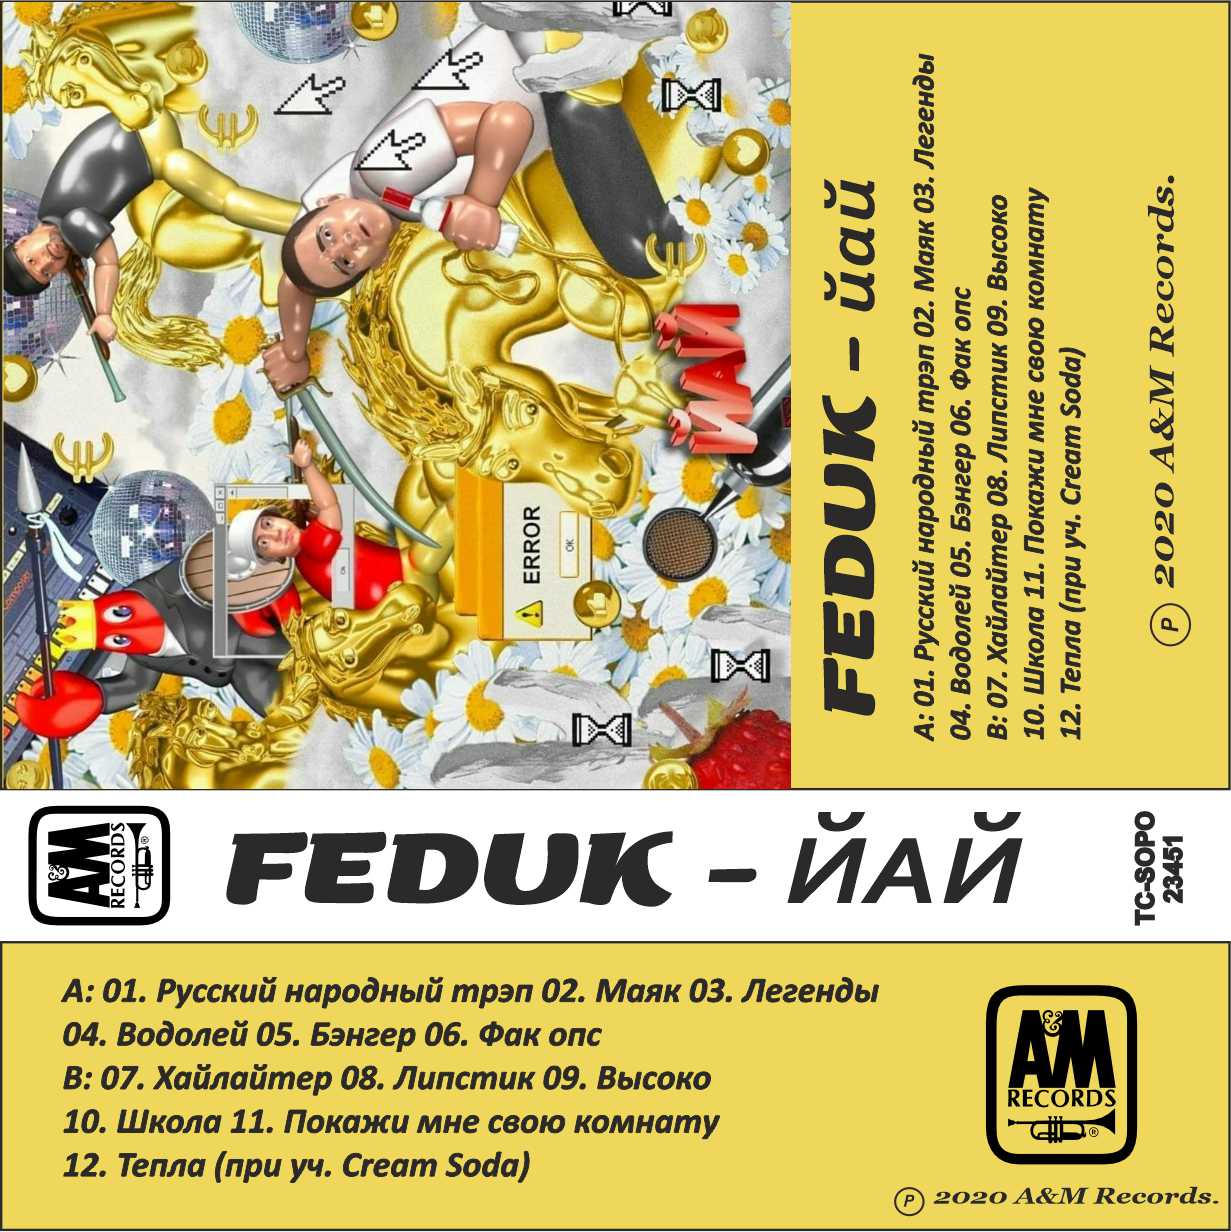 ЙАЙ
ERROR
OK
OK
FEDUK – йай
A: 01. Русский народный трэп 02. Маяк 03. Легенды
04. Водолей 05. Бэнгер 06. Фак опс
B: 07. Хайлайтер 08. Липстик 09. Высоко
10. Школа 11. Покажи мне свою комнату
12. Тепла (при уч. Cream Soda)
Ⓟ 2020 A&M Records.
A&M
RECORDS
®
FEDUK – ЙАЙ
TC-SOPO
23451
A: 01. Русский народный трэп 02. Маяк 03. Легенды
04. Водолей 05. Бэнгер 06. Фак опс
B: 07. Хайлайтер 08. Липстик 09. Высоко
10. Школа 11. Покажи мне свою комнату
12. Тепла (при уч. Cream Soda)
A&M
RECORDS
®
Ⓟ 2020 A&M Records.